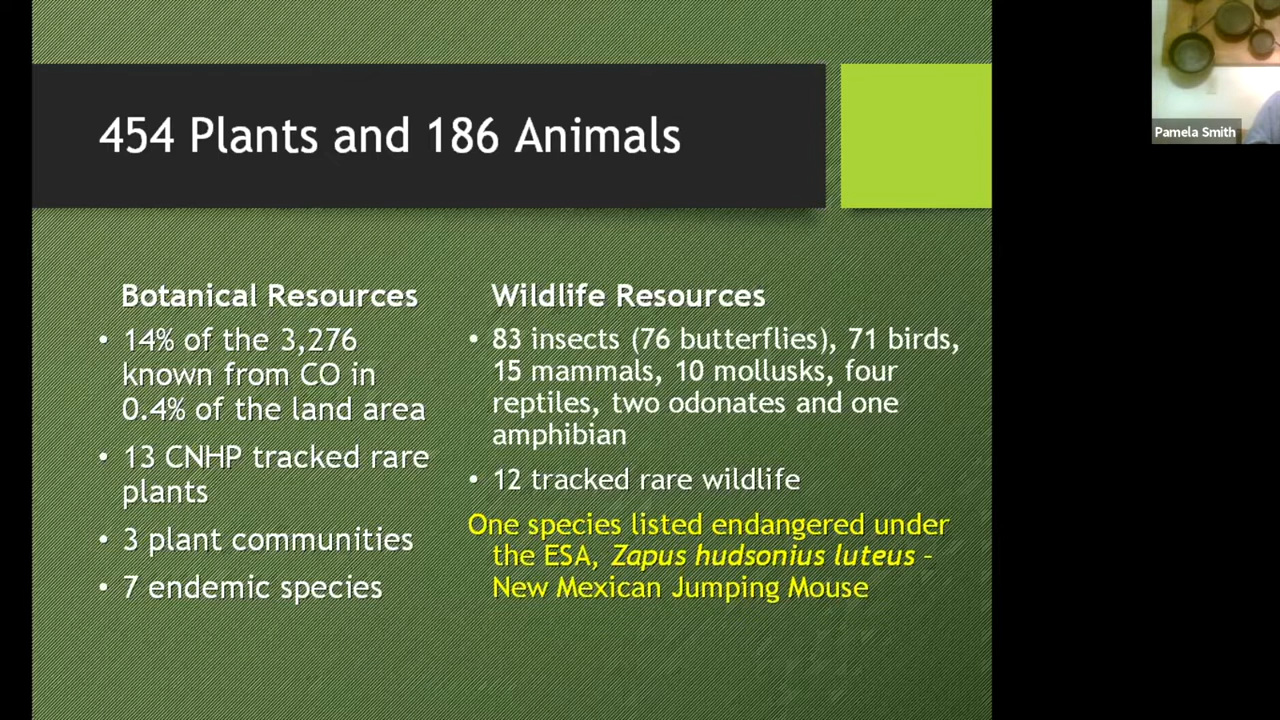 454 Plants and 186 Animals
Botanical Resources
• 14% of the 3,276
known from CO in
0.4% of the land area
• 13 CNHP tracked rare
plants
• 3 plant communities
• 7 endemic species
Wildlife Resources
• 83 insects (76 butterflies), 71 birds,
15 mammals, 10 mollusks, four
reptiles, two odonates and one
amphibian
• 12 tracked rare wildlife
One species listed endangered under
the ESA, Zapus hudsonius luteus –
New Mexican Jumping Mouse
Pamela Smith